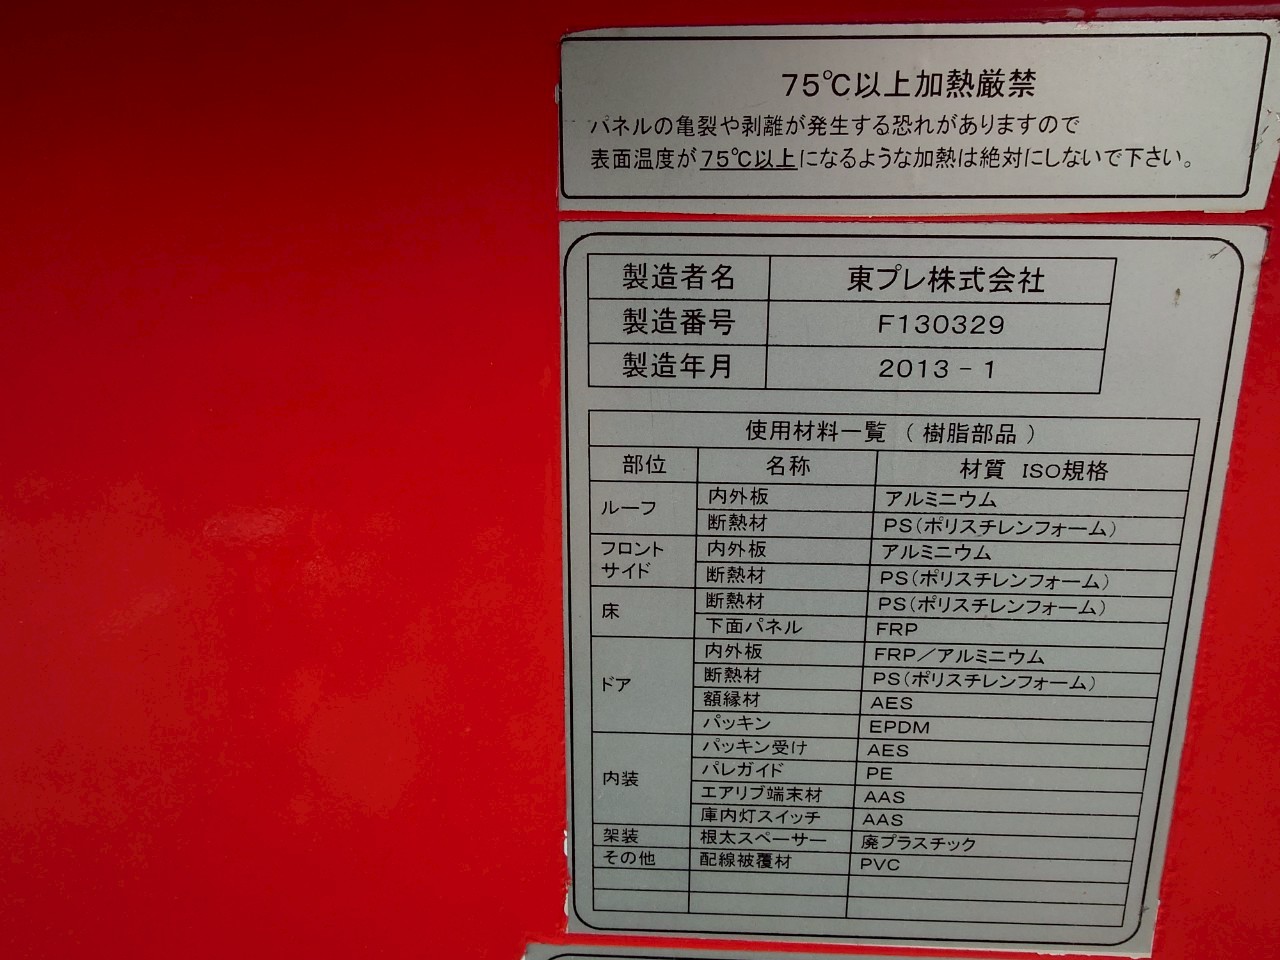 75℃以上加熱厳禁
パネルの亀裂や剥離が発生する恐れがありますので
表面温度が75℃以上になるような加熱は絶対にしないで下さい。
製造者名 東プレ株式会社
製造番号 F130329
製造年月 2013-1
使用材料一覧(樹脂部品)
部位 名称 材質 ISO規格
ルーフ 内外板 アルミニウム
断熱材 PS(ポリスチレンフォーム)
フロント サイド 内外板 アルミニウム
断熱材 PS(ポリスチレンフォーム)
床 断熱材 PS(ポリスチレンフォーム)
下面パネル FRP
ドア 内外板 FRP/アルミニウム
断熱材 PS(ポリスチレンフォーム)
額縁材 AES
パッキン EPDM
内装 パッキン受け AES
パレガイド PE
エアリブ端末材 AAS
庫内灯スイッチ AAS
架装 根太スペーサー 廃プラスチック
その他 配線被覆材 PVC